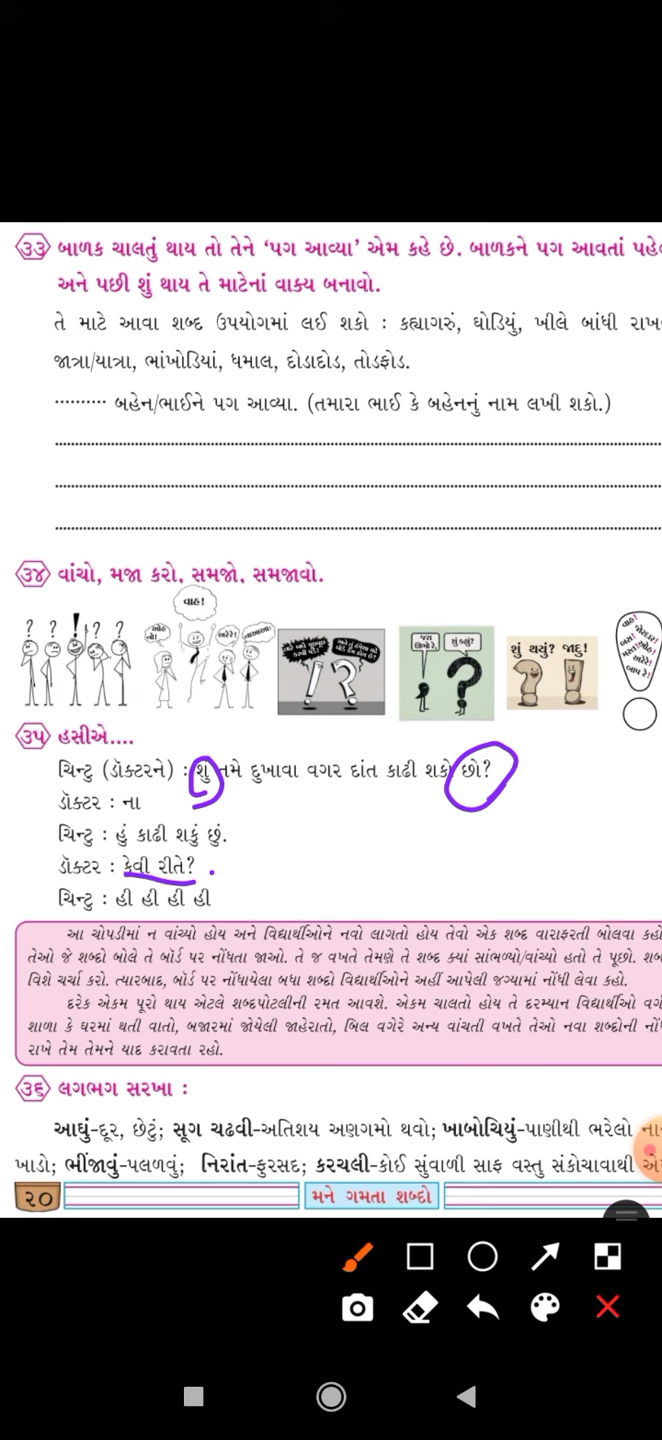 ૩૩ બાળક ચાલતું થાય તો તેને ‘પગ આવ્યા’ એમ કહે છે. બાળકને પગ આવતાં
અને પછી શું થાય તે માટેનાં વાક્ય બનાવો.
તે માટે આવા શબ્દ ઉપયોગમાં લઈ શકો : કહ્યાગરું, ઘોડિયું, ખીલે બાંધી
જાત્રા/યાત્રા, ભાંખોડિયાં, ધમાલ, દોડાદોડ, તોડફોડ.
.......... બહેન/ભાઈને પગ આવ્યા. (તમારા ભાઈ કે બહેનનું નામ લખી શકો.)
૩૪ વાંચો, મજા કરો, સમજો, સમજાવો.
વાહ!
? ? ! ? ?
ઓહ નો! અરેરે!
જરા
શું કહ્યું?
શું થયું? જાદુ!
૩૫ હસીએ....
ચિન્ટુ (ડૉક્ટરને) : શું તમે દુખાવા વગર દાંત કાઢી શકો છો?
ડૉક્ટર : ના
ચિન્ટુ : હું કાઢી શકું છું.
ડૉક્ટર : કેવી રીતે?
ચિન્ટુ : હી હી હી હી
આ ચોપડીમાં ન વાંચ્યો હોય અને વિદ્યાર્થીઓને નવો લાગતો હોય તેવો એક શબ્દ વારાફરતી બોલવા કહો
તેઓ જે શબ્દો બોલે તે બૉર્ડ પર નોંધતા જાઓ. તે જ વખતે તેમણે તે શબ્દ ક્યાં સાંભળ્યો/વાંચ્યો હતો તે પૂછો.
વિશે ચર્ચા કરો. ત્યારબાદ, બૉર્ડ પર નોંધાયેલા બધા શબ્દો વિદ્યાર્થીઓને અહીં આપેલી જગ્યામાં નોંધી લેવા કહો.
દરેક એકમ પૂરો થાય એટલે શબ્દપોટલીની રમત આવશે. એકમ ચાલતો હોય તે દરમ્યાન વિદ્યાર્થીઓ
શાળા કે ઘરમાં થતી વાતો, બજારમાં જોયેલી જાહેરાતો, બિલ વગેરે અન્ય વાંચતી વખતે તેઓ નવા શબ્દોની
રાખે તેમ તેમને યાદ કરાવતા રહો.
૩૬ લગભગ સરખા :
આઘું-દૂર, છેટું; સૂગ ચઢવી-અતિશય અણગમો થવો; ખાબોચિયું-પાણીથી ભરેલો
ખાડો; ભીંજાવું-પલળવું; નિરાંત-ફુરસદ; કરચલી-કોઈ સુંવાળી સાફ વસ્તુ સંકોચાવાથી
૨૦ મને ગમતા શબ્દો